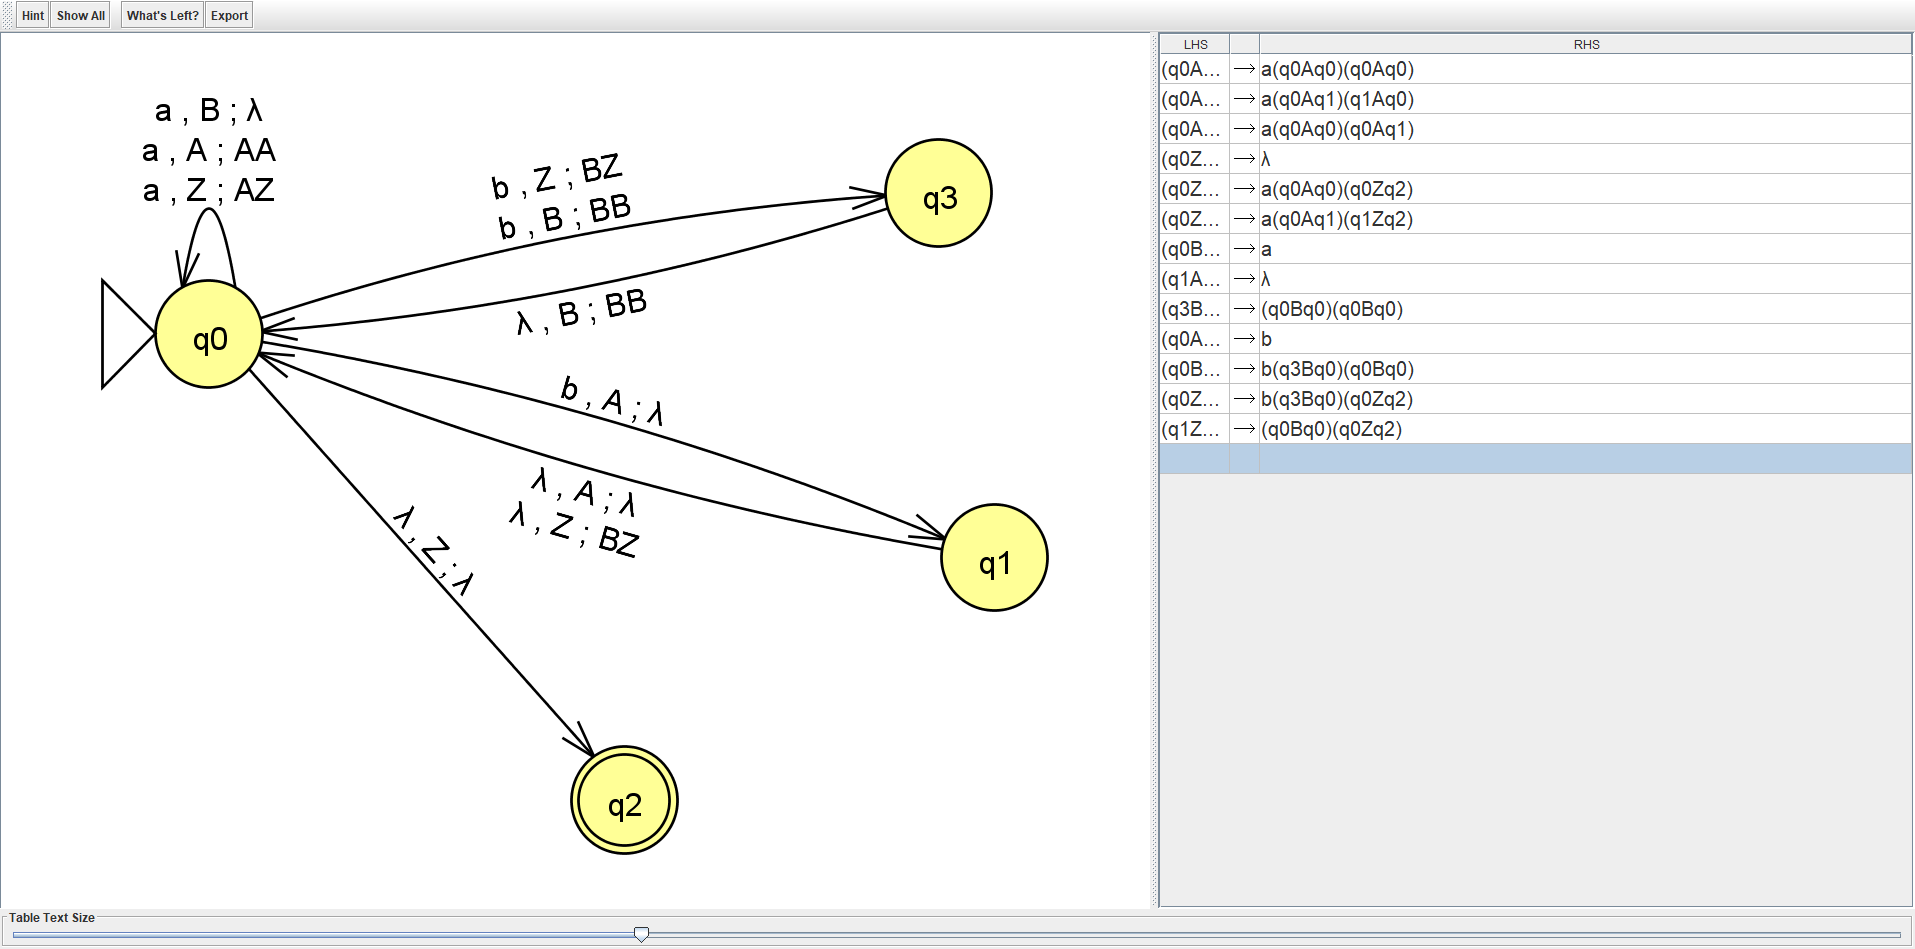 Hint Show All What's Left? Export
a , B ; λ
a , A ; AA
a , Z ; AZ
b , Z ; BZ
b , B ; BB
q3
λ , B ; BB
q0
b , A ; λ
λ , A ; λ
λ , Z ; BZ
q1
λ , Z ; λ
q2
LHS RHS
(q0A... → a(q0Aq0)(q0Aq0)
(q0A... → a(q0Aq1)(q1Aq0)
(q0A... → a(q0Aq0)(q0Aq1)
(q0Z... → λ
(q0Z... → a(q0Aq0)(q0Zq2)
(q0Z... → a(q0Aq1)(q1Zq2)
(q0B... → a
(q1A... → λ
(q3B... → (q0Bq0)(q0Bq0)
(q0A... → b
(q0B... → b(q3Bq0)(q0Bq0)
(q0Z... → b(q3Bq0)(q0Zq2)
(q1Z... → (q0Bq0)(q0Zq2)
Table Text Size